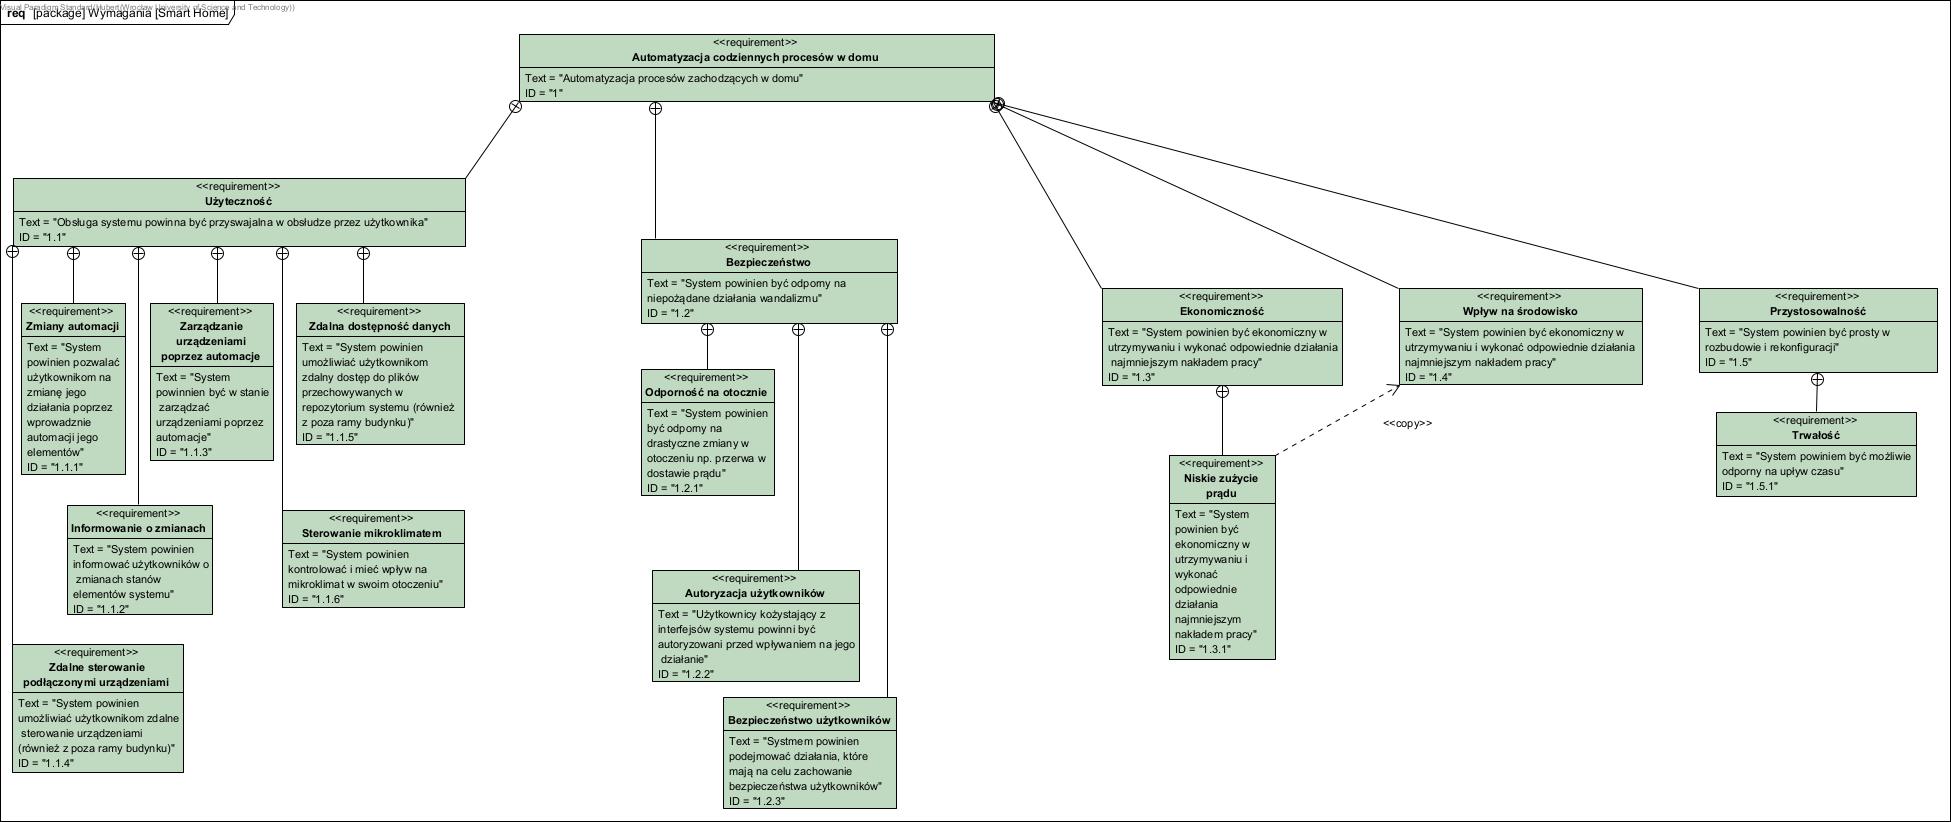 Visual Paradigm Standard(Hubert(Wrocław University of Science and Technology))
req [package] Wymagania [Smart Home]
<<requirement>>
Automatyzacja codziennych procesów w domu
Text = "Automatyzacja procesów zachodzących w domu"
ID = "1"
<<requirement>>
Użyteczność
Text = "Obsługa systemu powinna być przyswajalna w obsłudze przez użytkownika"
ID = "1.1"
<<requirement>>
Zmiany automacji
Text = "System
powinien pozwalać
użytkownikom na
zmianę jego
działania poprzez
wprowadznie
automacji jego
elementów"
ID = "1.1.1"
<<requirement>>
Zarządzanie
urządzeniami
poprzez automacje
Text = "System
powinnien być w stanie
zarządzać
urządzeniami poprzez
automacje"
ID = "1.1.3"
<<requirement>>
Zdalna dostępność danych
Text = "System powinien
umożliwiać użytkownikom
zdalny dostęp do plików
przechowywanych w
repozytorium systemu (również
z poza ramy budynku)"
ID = "1.1.5"
<<requirement>>
Informowanie o zmianach
Text = "System powinien
informować użytkowników o
zmianach stanów
elementów systemu"
ID = "1.1.2"
<<requirement>>
Sterowanie mikroklimatem
Text = "System powinien
kontrolować i mieć wpływ na
mikroklimat w swoim otoczeniu"
ID = "1.1.6"
<<requirement>>
Zdalne sterowanie
podłączonymi urządzeniami
Text = "System powinien
umożliwiać użytkownikom zdalne
sterowanie urządzeniami
(również z poza ramy budynku)"
ID = "1.1.4"
<<requirement>>
Bezpieczeństwo
Text = "System powinien być odporny na
niepożądane działania wandalizmu"
ID = "1.2"
<<requirement>>
Odporność na otocznie
Text = "System powinien
być odporny na
drastyczne zmiany w
otoczeniu np. przerwa w
dostawie prądu"
ID = "1.2.1"
<<requirement>>
Autoryzacja użytkowników
Text = "Użytkownicy kożystający z
interfejsów systemu powinni być
autoryzowani przed wpływaniem na jego
działanie"
ID = "1.2.2"
<<requirement>>
Bezpieczeństwo użytkowników
Text = "Systmem powinien
podejmować działania, które
mają na celu zachowanie
bezpieczeństwa użytkowników"
ID = "1.2.3"
<<requirement>>
Ekonomiczność
Text = "System powinien być ekonomiczny w
utrzymywaniu i wykonać odpowiednie działania
najmniejszym nakładem pracy"
ID = "1.3"
<<requirement>>
Niskie zużycie
prądu
Text = "System
powinien być
ekonomiczny w
utrzymywaniu i
wykonać
odpowiednie
działania
najmniejszym
nakładem pracy"
ID = "1.3.1"
<<copy>>
<<requirement>>
Wpływ na środowisko
Text = "System powinien być ekonomiczny w
utrzymywaniu i wykonać odpowiednie działania
najmniejszym nakładem pracy"
ID = "1.4"
<<requirement>>
Przystosowalność
Text = "System powinien być prosty w
rozbudowie i rekonfiguracji"
ID = "1.5"
<<requirement>>
Trwałość
Text = "System powiniem być możliwie
odporny na upływ czasu"
ID = "1.5.1"